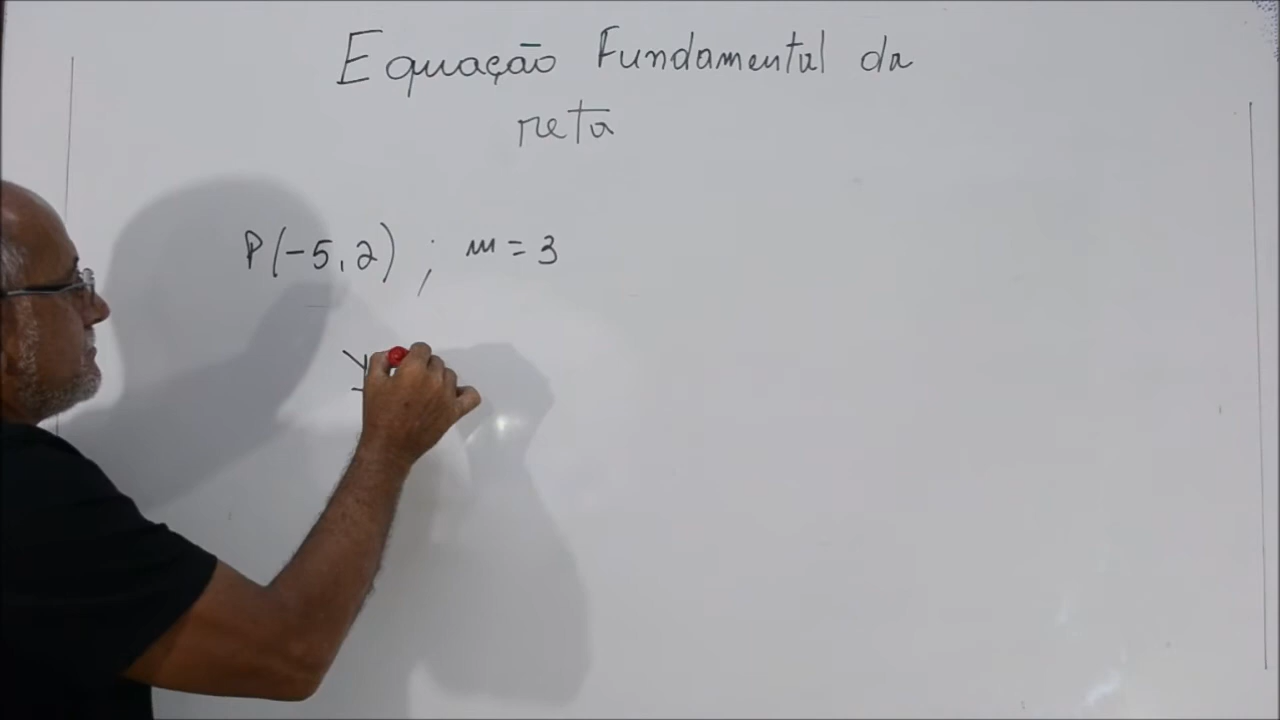 Equação Fundamental da
reta
P(-5,2) ; m = 3
y